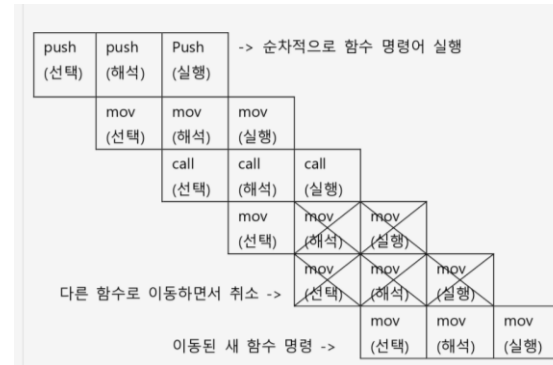 push push Push -> 순차적으로 함수 명령어 실행
(선택) (해석) (실행)
mov mov mov
(선택) (해석) (실행)
call call call
(선택) (해석) (실행)
mov mov mov
(선택) (해석) (실행)
mov mov mov
다른 함수로 이동하면서 취소 -> (선택) (해석) (실행)
mov mov mov
이동된 새 함수 명령 -> (선택) (해석) (실행)